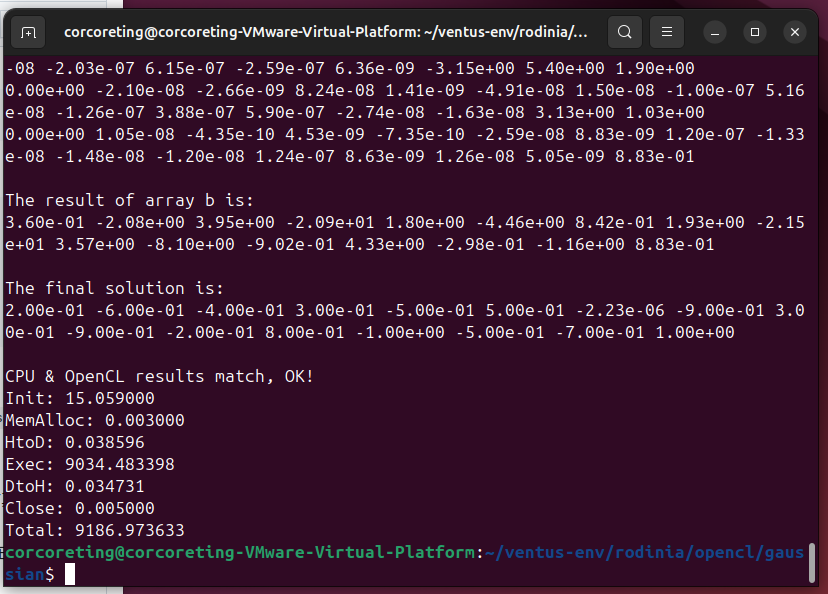 corcoreting@corcoreting-VMware-Virtual-Platform: ~/ventus-env/rodinia/...
-08 -2.03e-07 6.15e-07 -2.59e-07 6.36e-09 -3.15e+00 5.40e+00 1.90e+00
0.00e+00 -2.10e-08 -2.66e-09 8.24e-08 1.41e-09 -4.91e-08 1.50e-08 -1.00e-07 5.16
e-08 -1.26e-07 3.88e-07 5.90e-07 -2.74e-08 -1.63e-08 3.13e+00 1.03e+00
0.00e+00 1.05e-08 -4.35e-10 4.53e-09 -7.35e-10 -2.59e-08 8.83e-09 1.20e-07 -1.33
e-08 -1.48e-08 -1.20e-08 1.24e-07 8.63e-09 1.26e-08 5.05e-09 8.83e-01
The result of array b is:
3.60e-01 -2.08e+00 3.95e+00 -2.09e+01 1.80e+00 -4.46e+00 8.42e-01 1.93e+00 -2.15
e+01 3.57e+00 -8.10e+00 -9.02e-01 4.33e+00 -2.98e-01 -1.16e+00 8.83e-01
The final solution is:
2.00e-01 -6.00e-01 -4.00e-01 3.00e-01 -5.00e-01 5.00e-01 -2.23e-06 -9.00e-01 3.0
0e-01 -9.00e-01 -2.00e-01 8.00e-01 -1.00e+00 -5.00e-01 -7.00e-01 1.00e+00
CPU & OpenCL results match, OK!
Init: 15.059000
MemAlloc: 0.003000
HtoD: 0.038596
Exec: 9034.483398
DtoH: 0.034731
Close: 0.005000
Total: 9186.973633
corcoreting@corcoreting-VMware-Virtual-Platform:~/ventus-env/rodinia/opencl/gaus
sian$